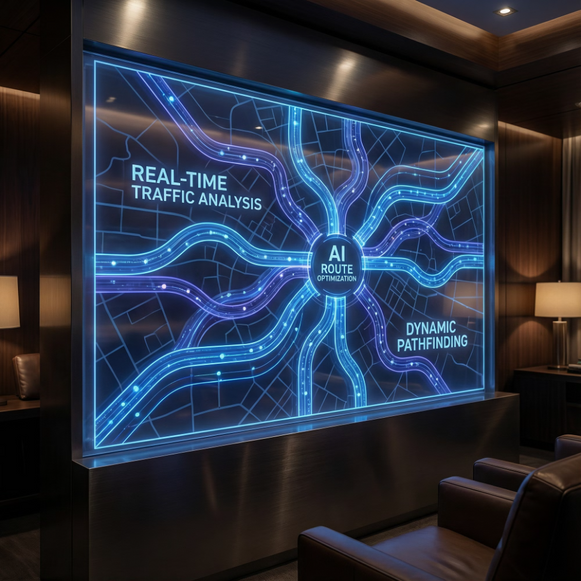 REAL-TIME
TRAFFIC ANALYSIS
AI
ROUTE
OPTIMIZATION
DYNAMIC
PATHFINDING